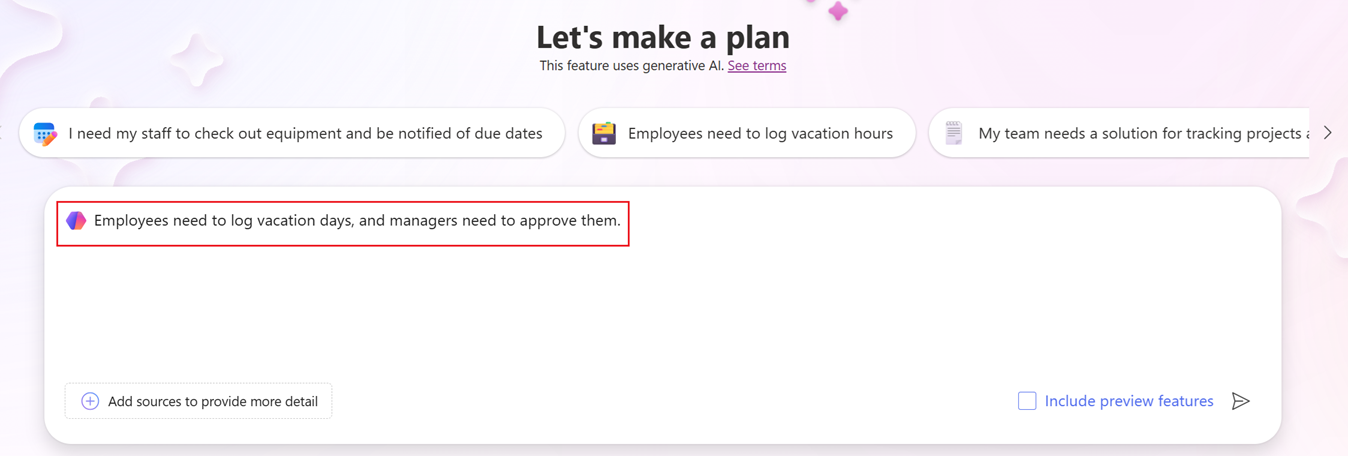 Let's make a plan
This feature uses generative AI. See terms
I need my staff to check out equipment and be notified of due dates
Employees need to log vacation hours
My team needs a solution for tracking projects
Employees need to log vacation days, and managers need to approve them.
Add sources to provide more detail
Include preview features